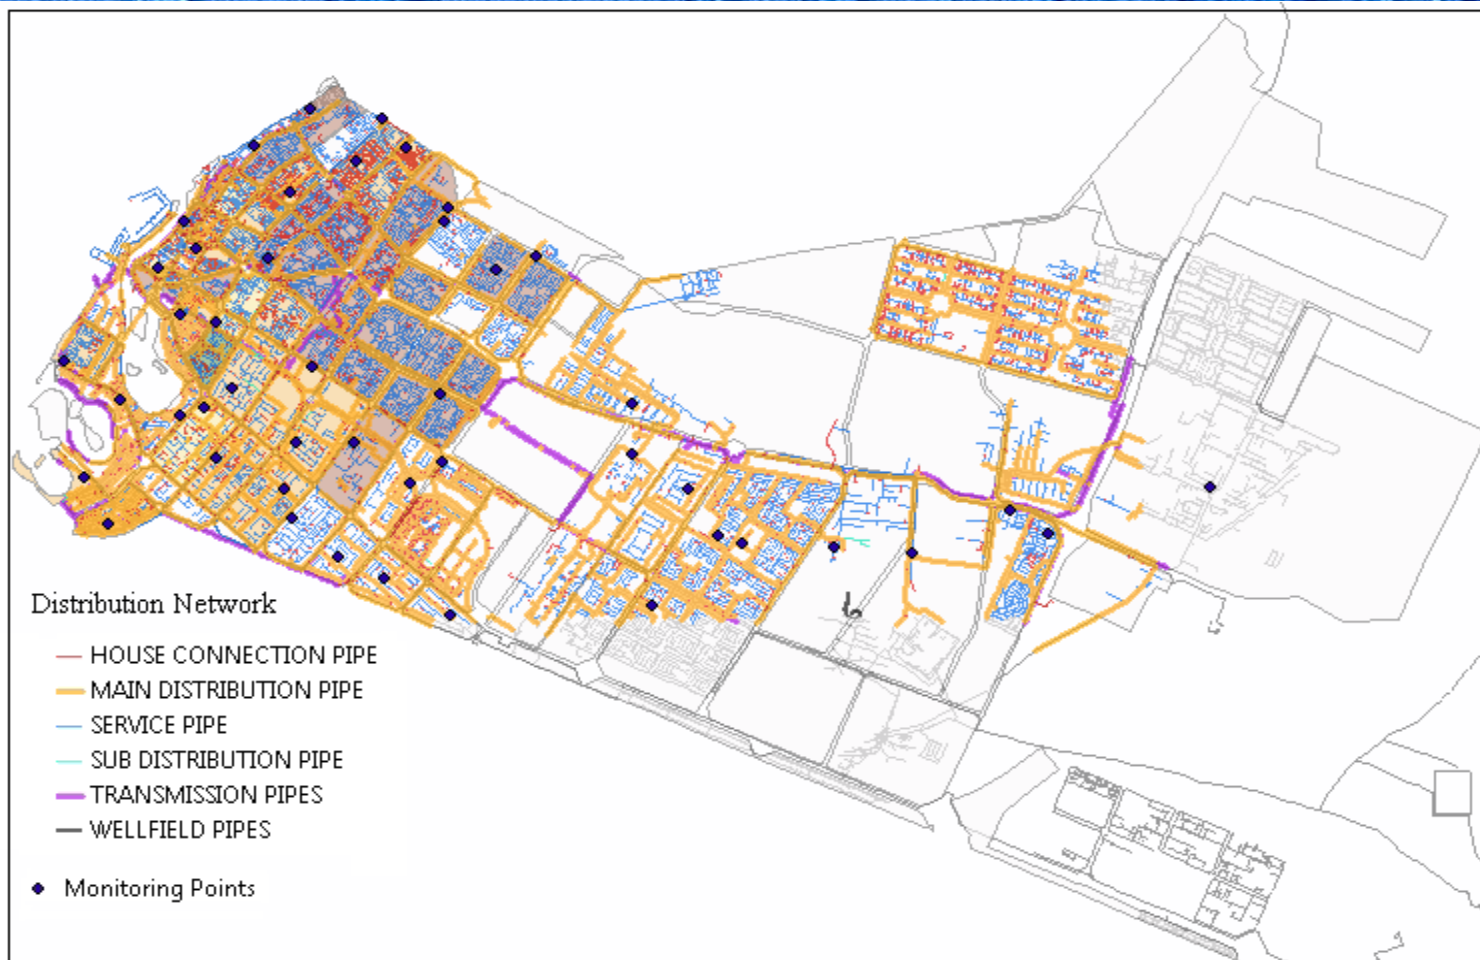 Distribution Network
HOUSE CONNECTION PIPE
MAIN DISTRIBUTION PIPE
SERVICE PIPE
SUB DISTRIBUTION PIPE
TRANSMISSION PIPES
WELLFIELD PIPES
Monitoring Points